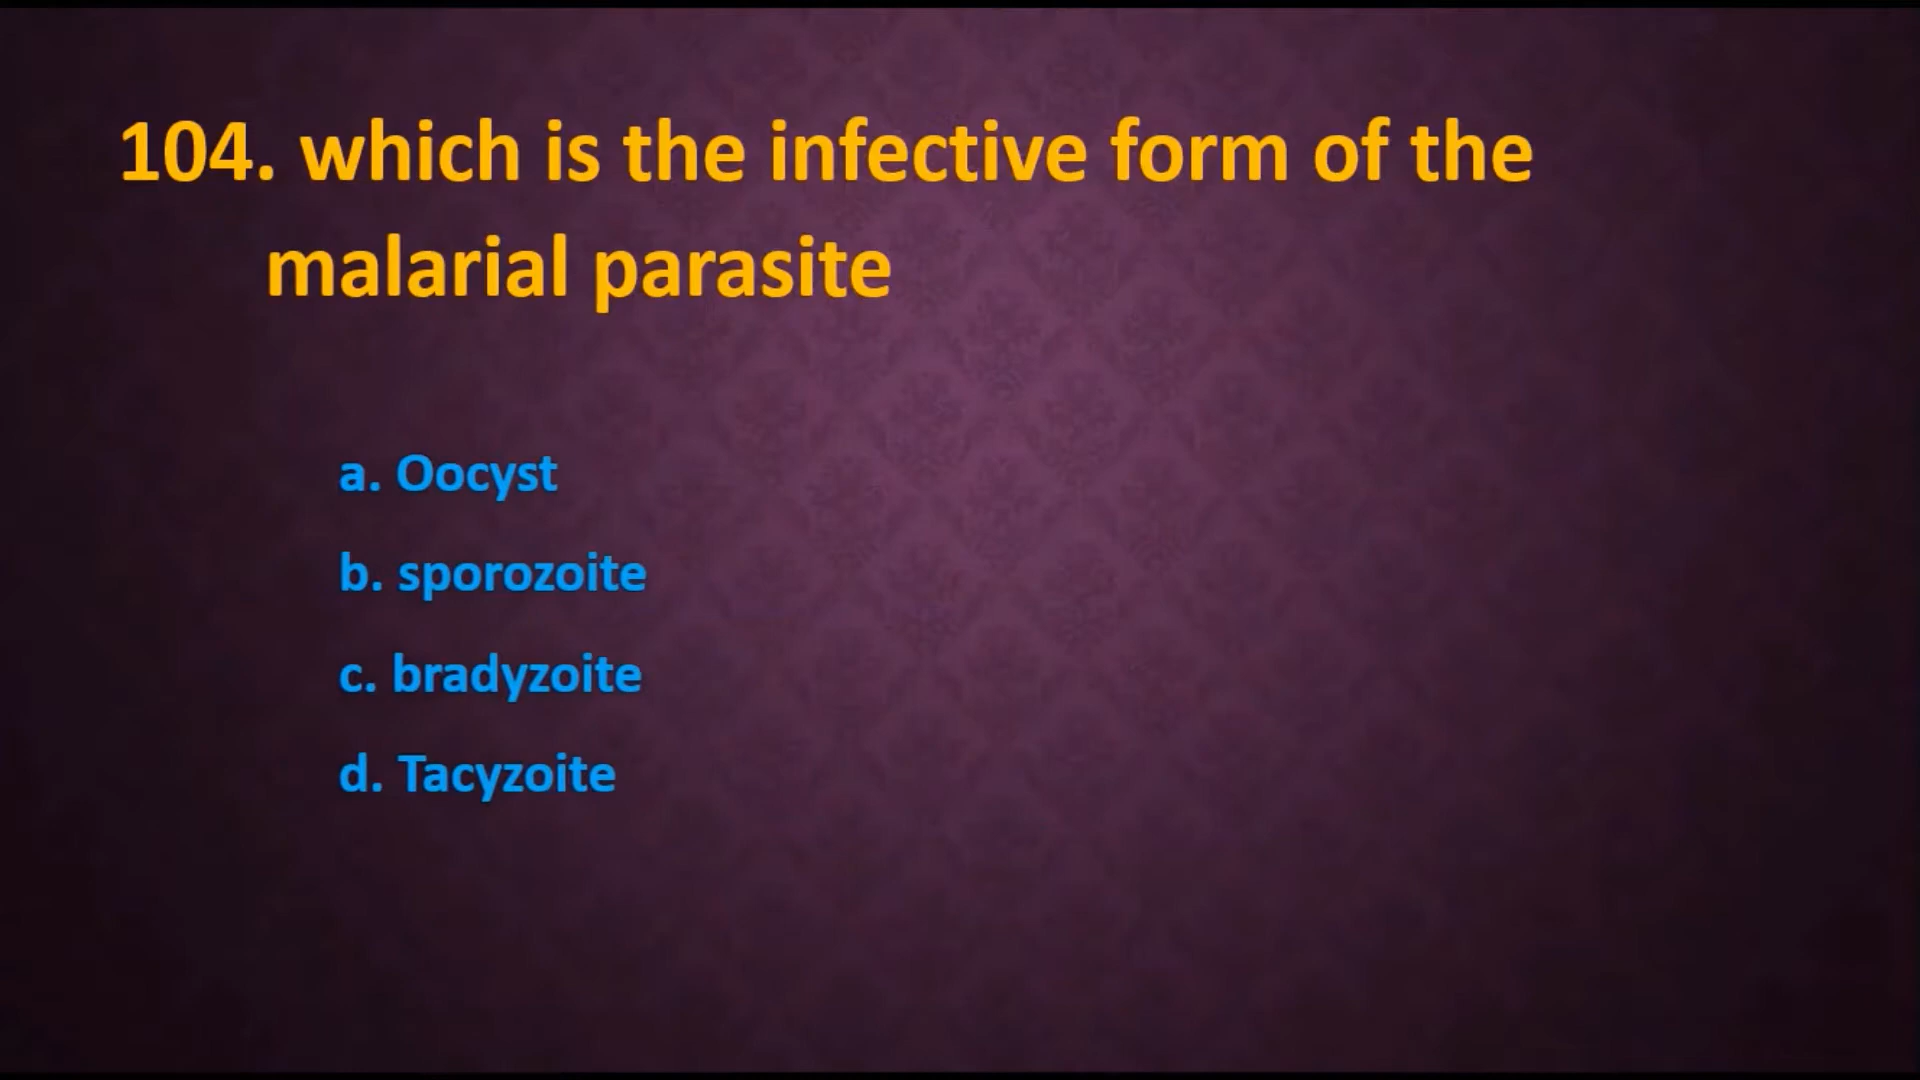 104. which is the infective form of the
malarial parasite
a. Oocyst
b. sporozoite
c. bradyzoite
d. Tacyzoite